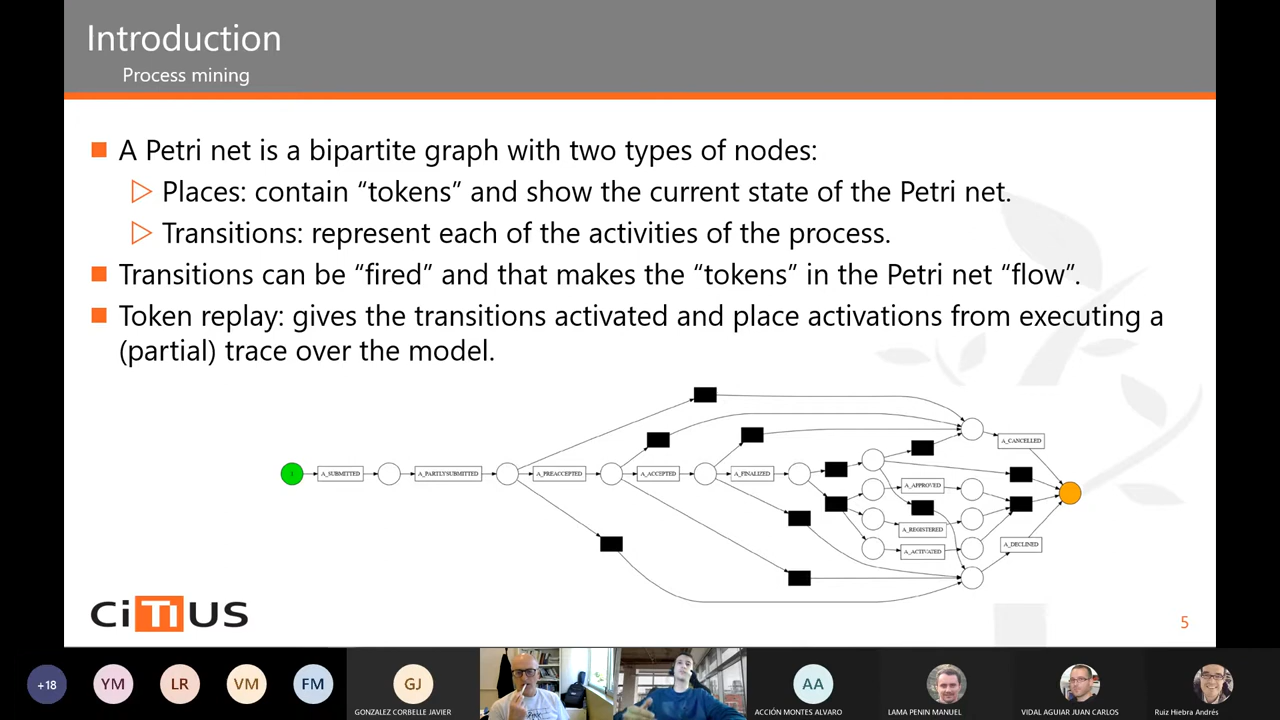 Introduction
Process mining
A Petri net is a bipartite graph with two types of nodes:
Places: contain “tokens” and show the current state of the Petri net.
Transitions: represent each of the activities of the process.
Transitions can be “fired” and that makes the “tokens” in the Petri net “flow”.
Token replay: gives the transitions activated and place activations from executing a
(partial) trace over the model.
A_CANCELLED
A_SUBMITTED
A_PARTLYSUBMITTED
A_PREACCEPTED
A_ACCEPTED
A_FINALIZED
A_APPROVED
A_REGISTERED
A_ACTIVATED
A_DECLINED
CiTIUS
5
+18
YM
LR
VM
FM
GJ
AA
GONZALEZ CORBELLE JAVIER
ACCIÓN MONTES ALVARO
LAMA PENIN MANUEL
VIDAL AGUIAR JUAN CARLOS
Ruiz Hiebra Andrés